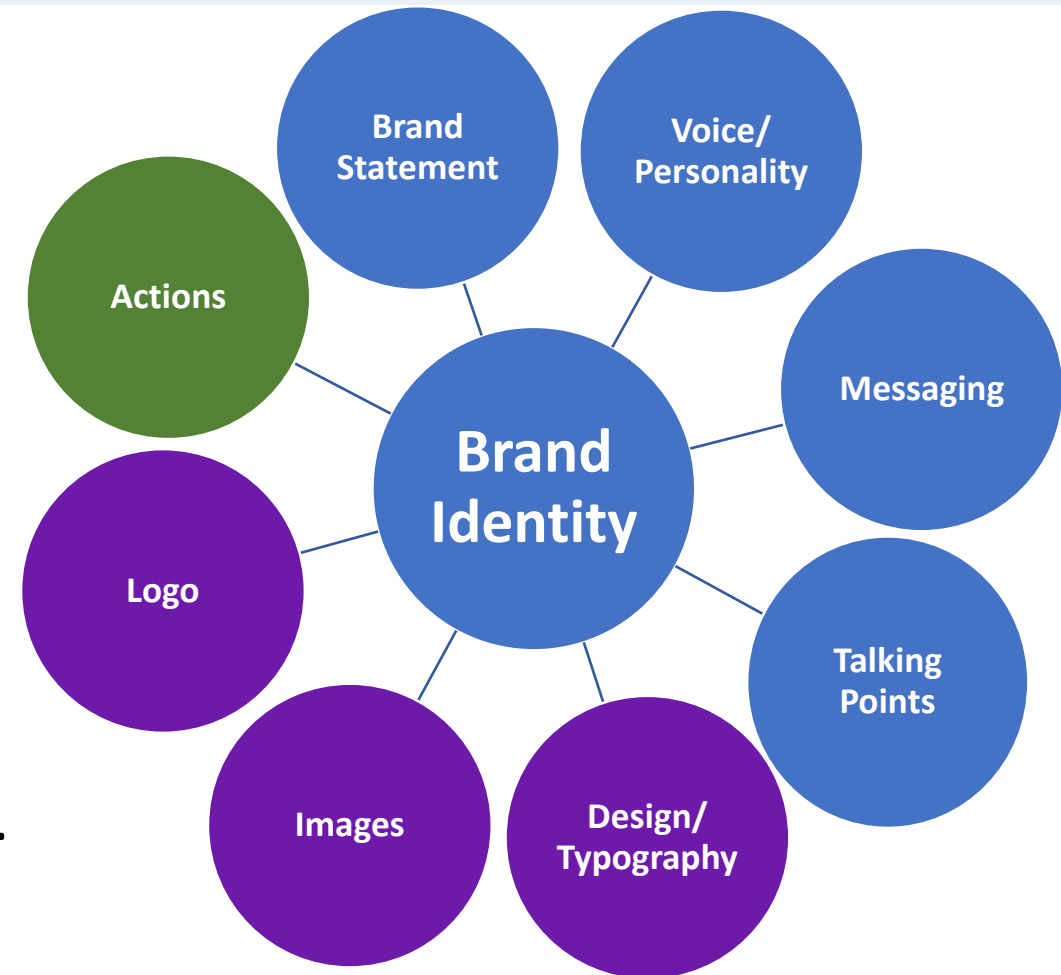 Brand
Statement
Voice/
Personality
Actions
Messaging
Brand
Identity
Logo
Talking
Points
Images
Design/
Typography
.